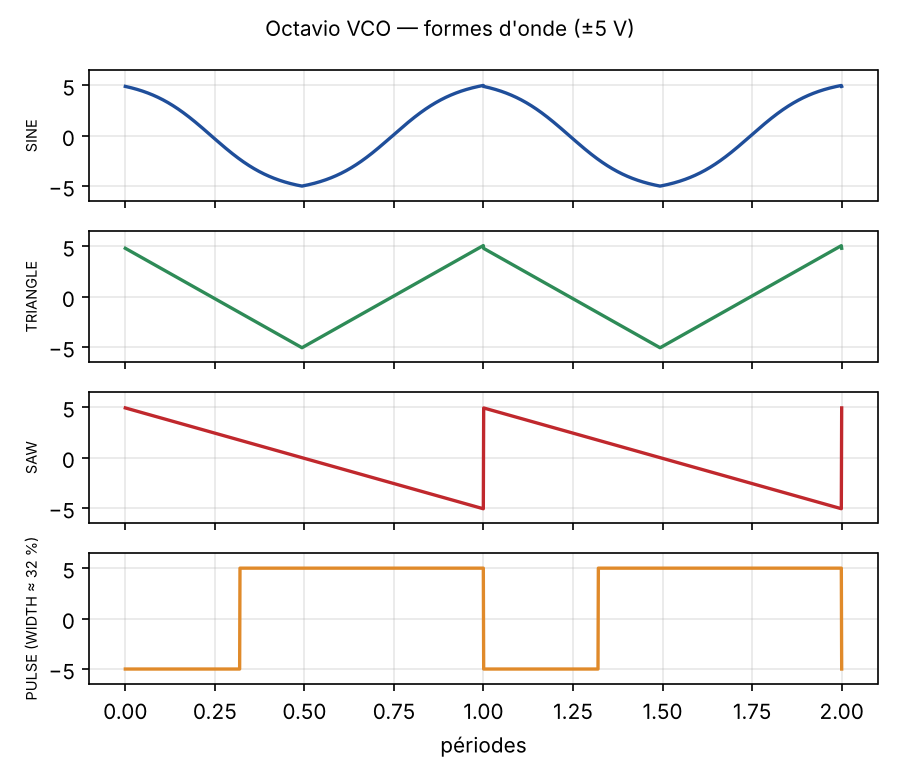 Octavio VCO — formes d'onde (±5 V)
SINE
5
0
−5
TRIANGLE
5
0
−5
SAW
5
0
−5
PULSE (WIDTH ≈ 32 %)
5
0
−5
0.00 0.25 0.50 0.75 1.00 1.25 1.50 1.75 2.00
périodes